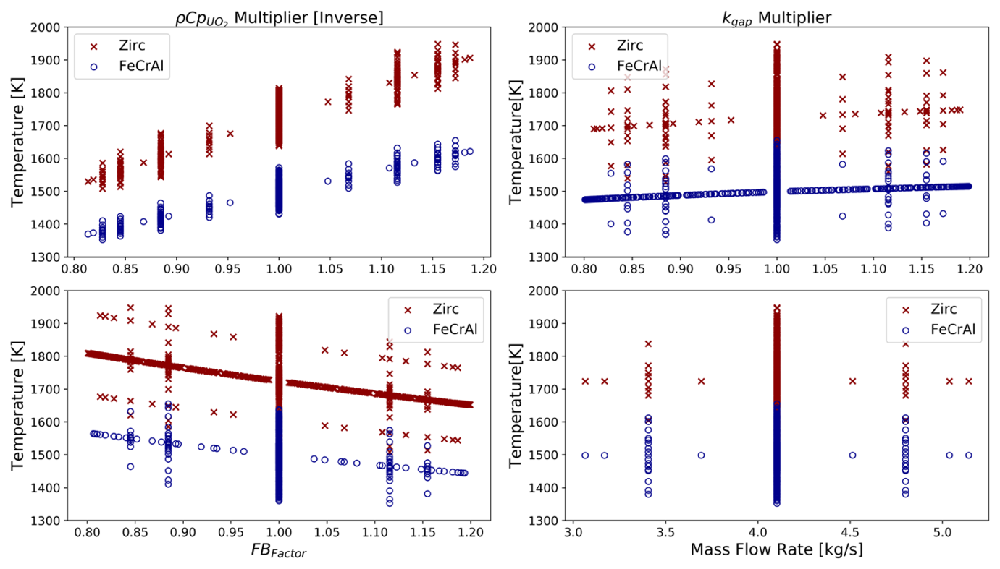 ρCp_UO₂ Multiplier [Inverse]
2000
1900
1800
1700
1600
1500
1400
1300
Temperature [K]
Zirc
FeCrAl
0.80 0.85 0.90 0.95 1.00 1.05 1.10 1.15 1.20
k_gap Multiplier
2000
1900
1800
1700
1600
1500
1400
1300
Temperature[K]
Zirc
FeCrAl
0.80 0.85 0.90 0.95 1.00 1.05 1.10 1.15 1.20
2000
1900
1800
1700
1600
1500
1400
1300
Temperature [K]
Zirc
FeCrAl
0.80 0.85 0.90 0.95 1.00 1.05 1.10 1.15 1.20
FB_Factor
2000
1900
1800
1700
1600
1500
1400
1300
Temperature[K]
Zirc
FeCrAl
3.0 3.5 4.0 4.5 5.0
Mass Flow Rate [kg/s]